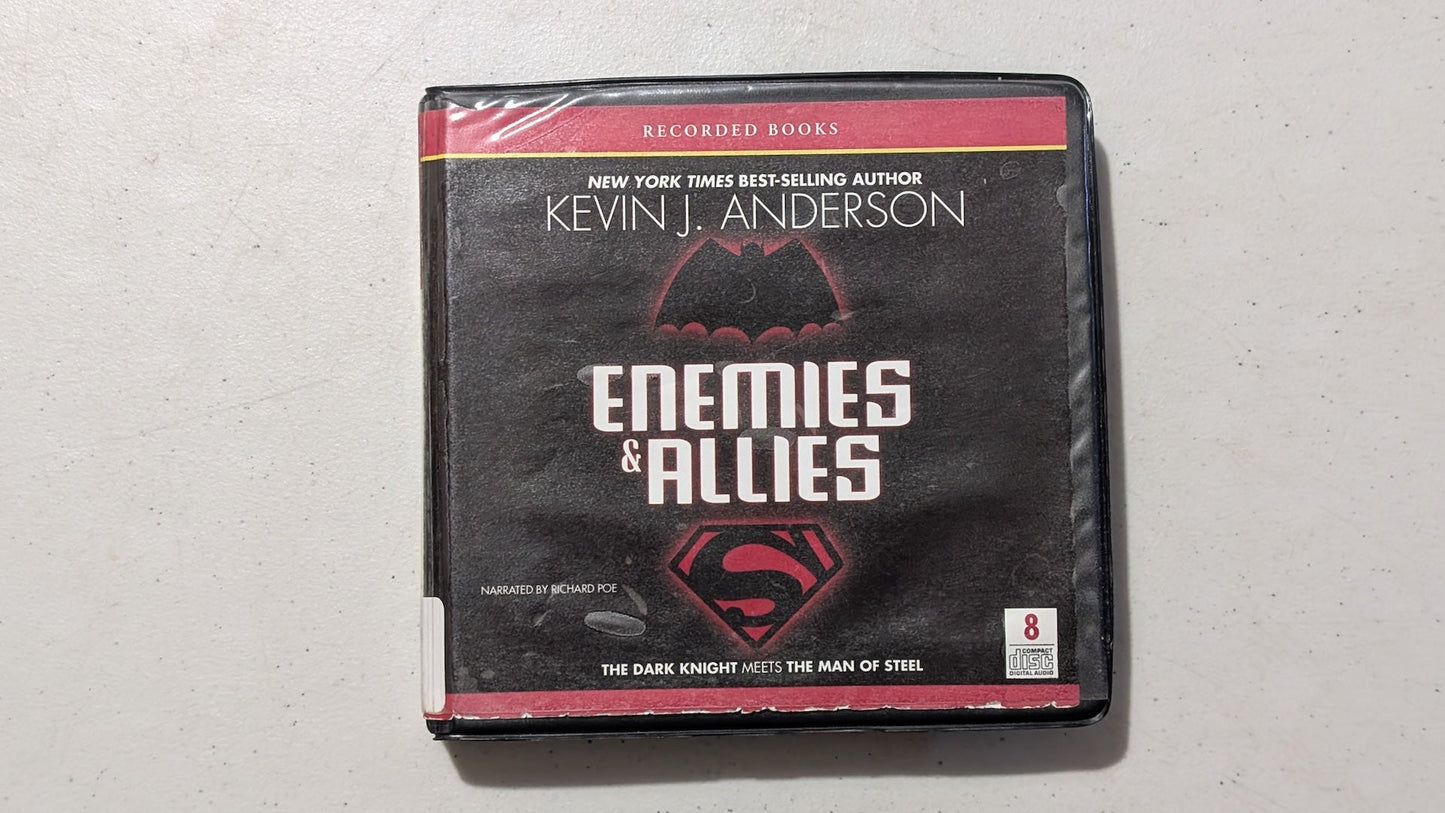 RECORDED BOOKS
NEW YORK TIMES BEST-SELLING AUTHOR
KEVIN J. ANDERSON
ENEMIES
& ALLIES
S
NARRATED BY RICHARD POE
8
COMPACT
disc
DIGITAL AUDIO
THE DARK KNIGHT MEETS THE MAN OF STEEL